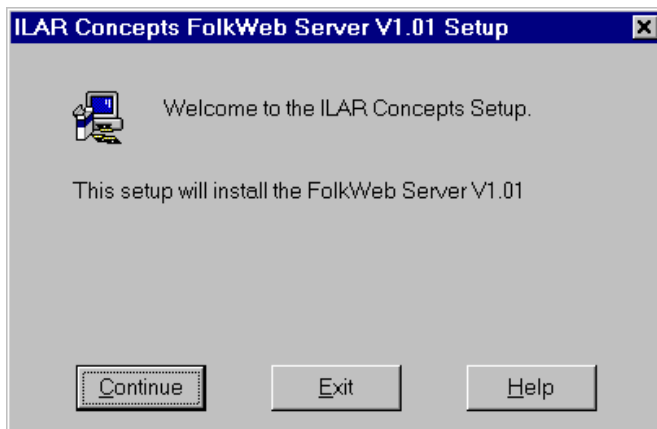 ILAR Concepts FolkWeb Server V1.01 Setup
Welcome to the ILAR Concepts Setup.
This setup will install the FolkWeb Server V1.01
Continue Exit Help